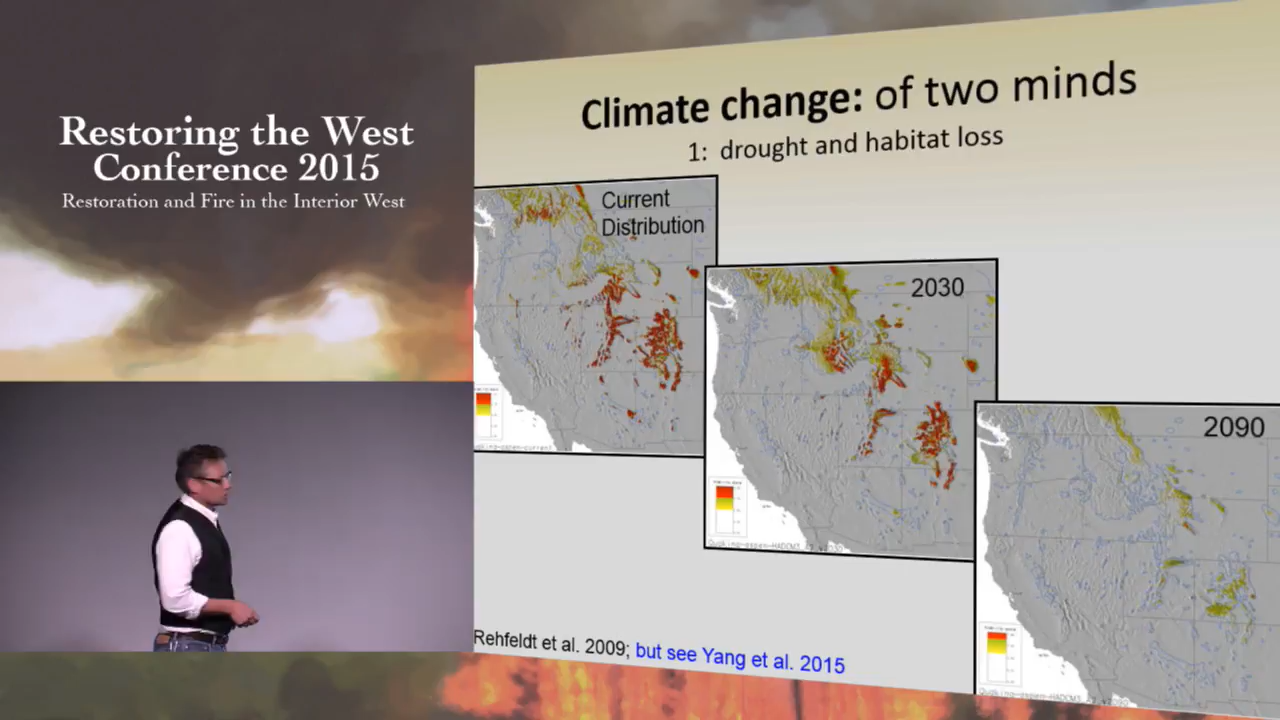 Restoring the West
Conference 2015
Restoration and Fire in the Interior West
Climate change: of two minds
1: drought and habitat loss
Current
Distribution
2030
2090
Rehfeldt et al. 2009; but see Yang et al. 2015